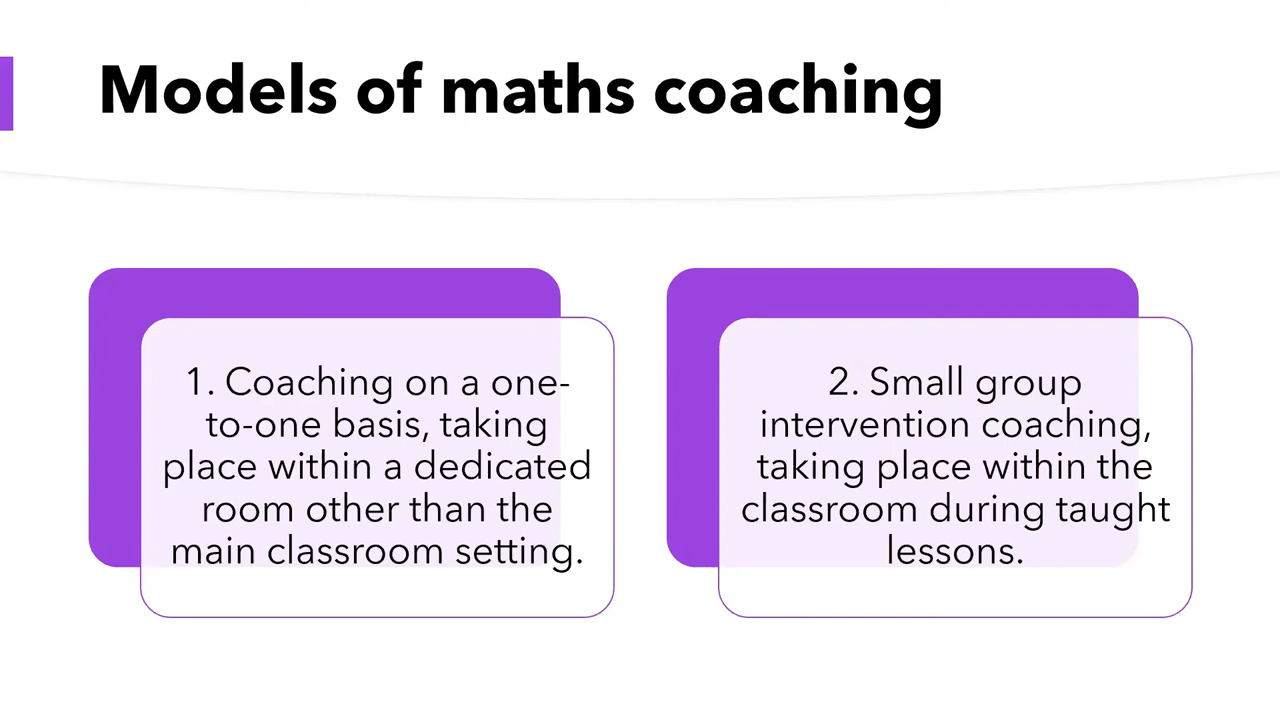 Models of maths coaching
1. Coaching on a one-
to-one basis, taking
place within a dedicated
room other than the
main classroom setting.
2. Small group
intervention coaching,
taking place within the
classroom during taught
lessons.